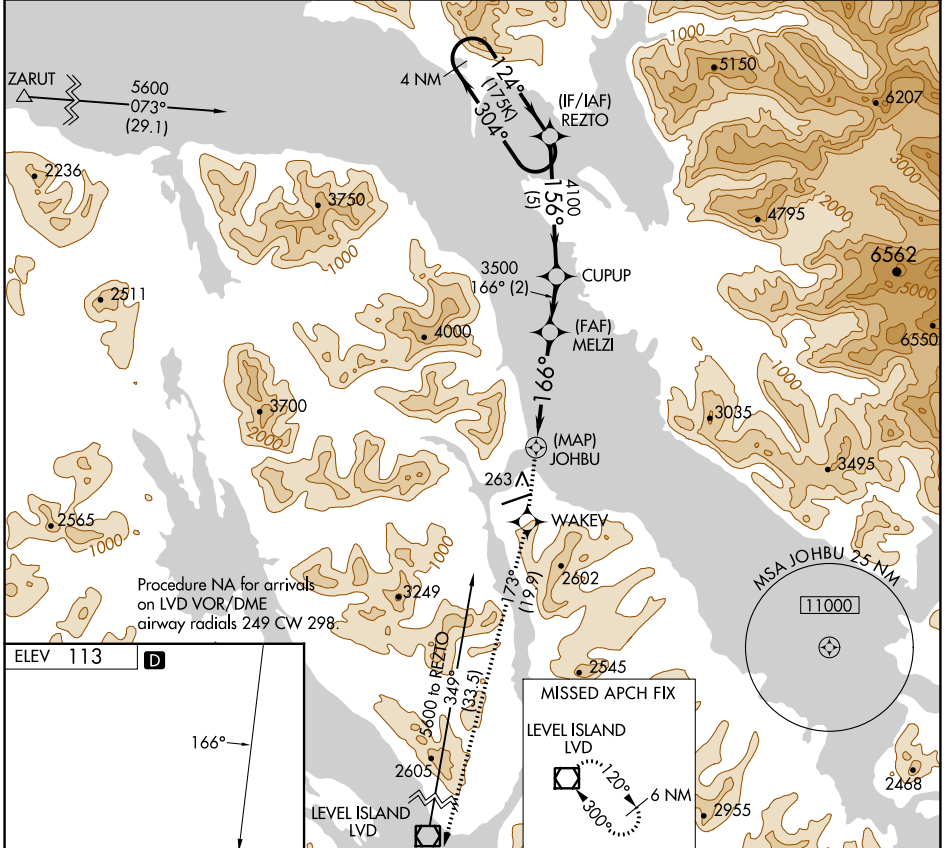 1000
5150
ZARUT
5600
073°
(29.1)
4 NM
124°
(175K)
304°
(IF/IAF)
REZTO
6207
3000
2236
3750
1000
4100
156°
(5)
2000
4795
3500
166° (2)
CUPUP
6562
5000
2511
4000
(FAF)
MELZI
6550
1000
166°
3700
2000
3035
(MAP)
JOHBU
3495
263
2565
1000
WAKEV
1000
2602
MSA JOHBU 25 NM
11000
Procedure NA for arrivals
on LVD VOR/DME
airway radials 249 CW 298.
3249
173°
(19.9)
ELEV 113
D
5600 to REZTO
349°
(33.5)
2545
MISSED APCH FIX
LEVEL ISLAND
LVD
120°
300°
6 NM
166°
2605
LEVEL ISLAND
LVD
2955
2468